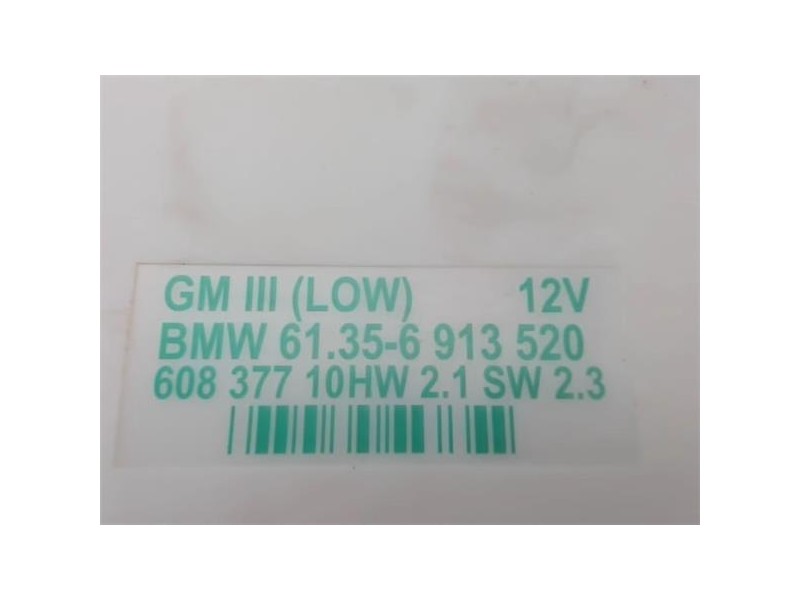 GM III (LOW) 12V
BMW 61.35-6 913 520
608 377 10HW 2.1 SW 2.3